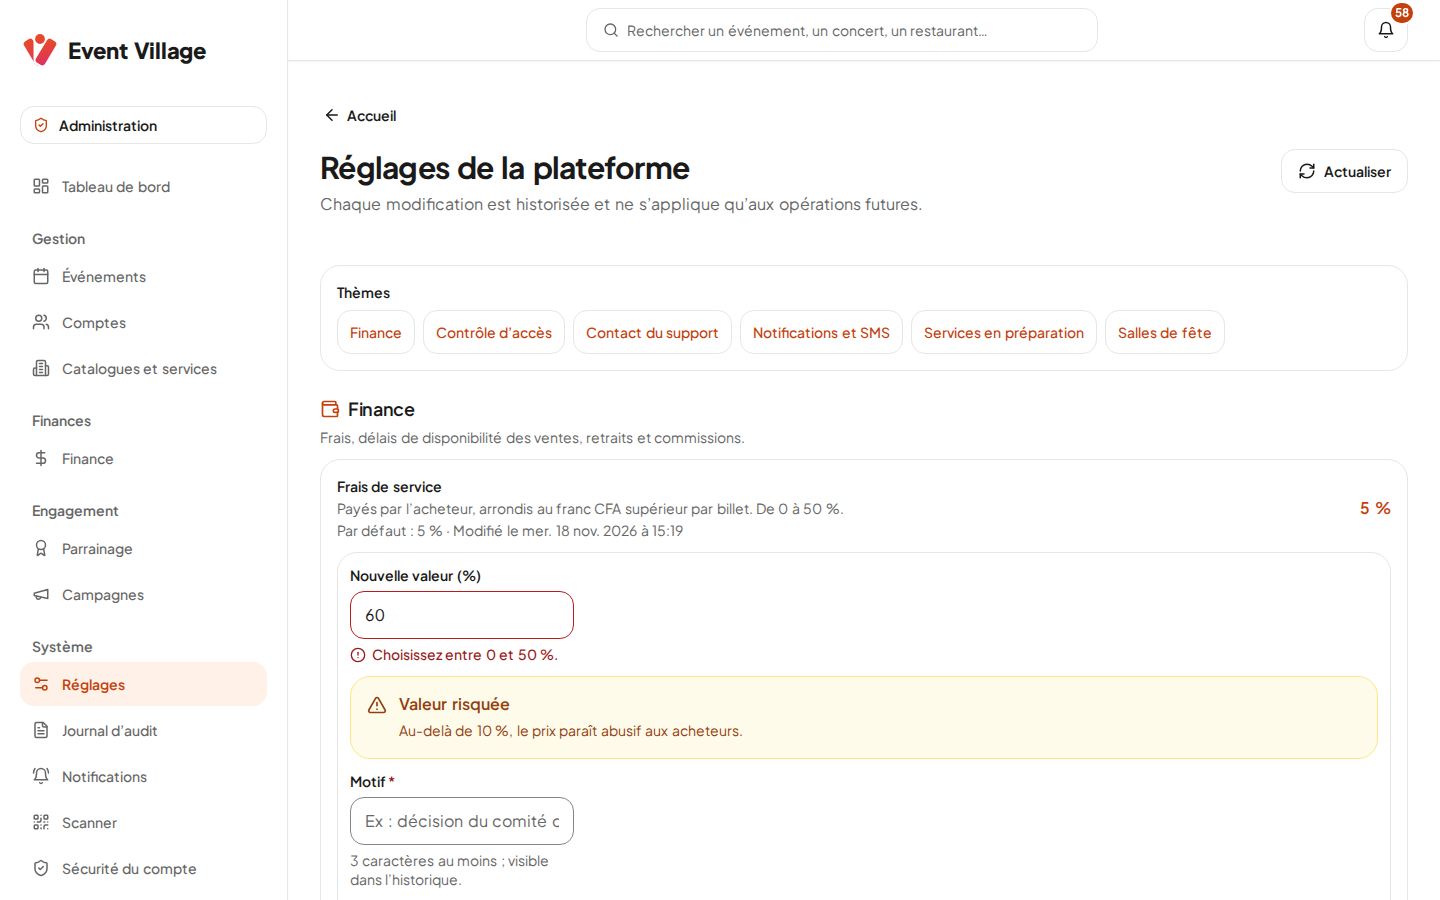 Event Village
Administration
Tableau de bord
Gestion
Événements
Comptes
Catalogues et services
Finances
Finance
Engagement
Parrainage
Campagnes
Système
Réglages
Journal d’audit
Notifications
Scanner
Sécurité du compte
Rechercher un événement, un concert, un restaurant…
58
Accueil
Réglages de la plateforme
Chaque modification est historisée et ne s’applique qu’aux opérations futures.
Actualiser
Thèmes
Finance
Contrôle d’accès
Contact du support
Notifications et SMS
Services en préparation
Salles de fête
Finance
Frais, délais de disponibilité des ventes, retraits et commissions.
Frais de service
Payés par l’acheteur, arrondis au franc CFA supérieur par billet. De 0 à 50 %.
Par défaut : 5 % · Modifié le mer. 18 nov. 2026 à 15:19
5 %
Nouvelle valeur (%)
60
Choisissez entre 0 et 50 %.
Valeur risquée
Au-delà de 10 %, le prix paraît abusif aux acheteurs.
Motif *
Ex : décision du comité
3 caractères au moins ; visible
dans l’historique.